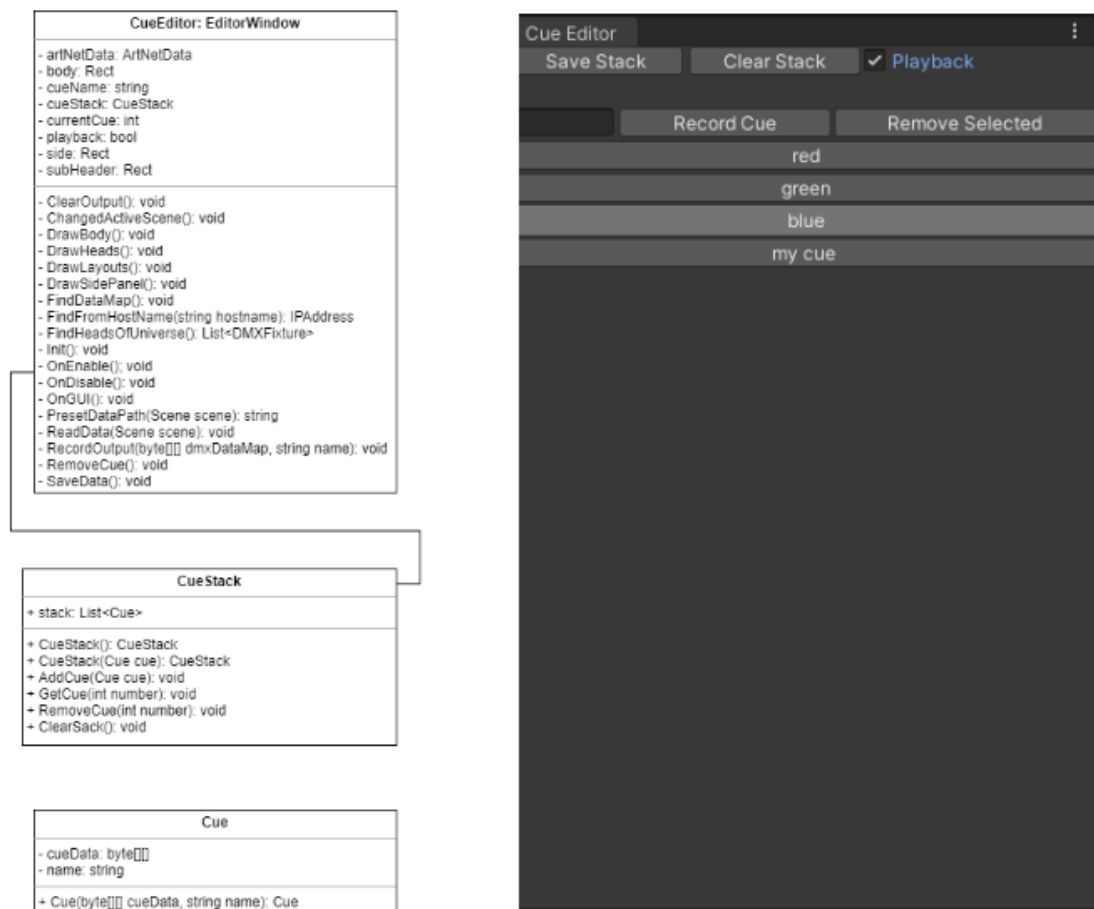 CueEditor: EditorWindow
- artNetData: ArtNetData
- body: Rect
- cueName: string
- cueStack: CueStack
- currentCue: int
- playback: bool
- side: Rect
- subHeader: Rect
- ClearOutput(): void
- ChangedActiveScene(): void
- DrawBody(): void
- DrawHeads(): void
- DrawLayouts(): void
- DrawSidePanel(): void
- FindDataMap(): void
- FindFromHostName(string hostname): IPAddress
- FindHeadsOfUniverse(): List<DMXFixture>
- Init(): void
- OnEnable(): void
- OnDisable(): void
- OnGUI(): void
- PresetDataPath(Scene scene): string
- ReadData(Scene scene): void
- RecordOutput(byte[][] dmxDataMap, string name): void
- RemoveCue(): void
- SaveData(): void
CueStack
+ stack: List<Cue>
+ CueStack(): CueStack
+ CueStack(Cue cue): CueStack
+ AddCue(Cue cue): void
+ GetCue(int number): void
+ RemoveCue(int number): void
+ ClearSack(): void
Cue
- cueData: byte[][]
- name: string
+ Cue(byte[][] cueData, string name): Cue
Cue Editor
Save Stack Clear Stack Playback
Record Cue Remove Selected
red
green
blue
my cue